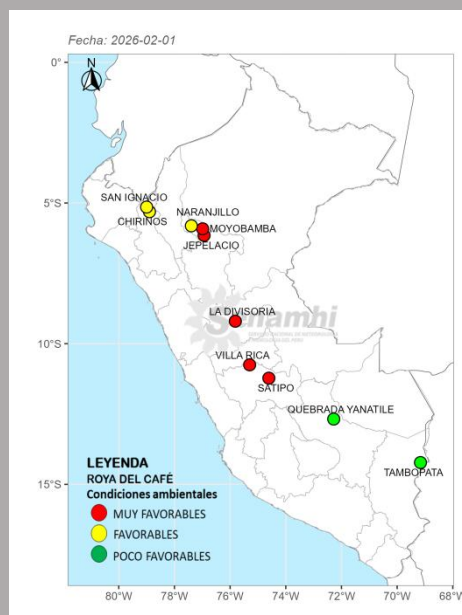 Fecha: 2026-02-01
N
0°
5°S
10°S
15°S
SAN IGNACIO
CHIRINOS
NARANJILLO
MOYOBAMBA
JEPELACIO
LA DIVISORIA
Senamhi
VILLA RICA
SATIPO
QUEBRADA YANATILE
TAMBOPATA
LEYENDA
ROYA DEL CAFÉ
Condiciones ambientales
MUY FAVORABLES
FAVORABLES
POCO FAVORABLES
80°W 78°W 76°W 74°W 72°W 70°W 68°W